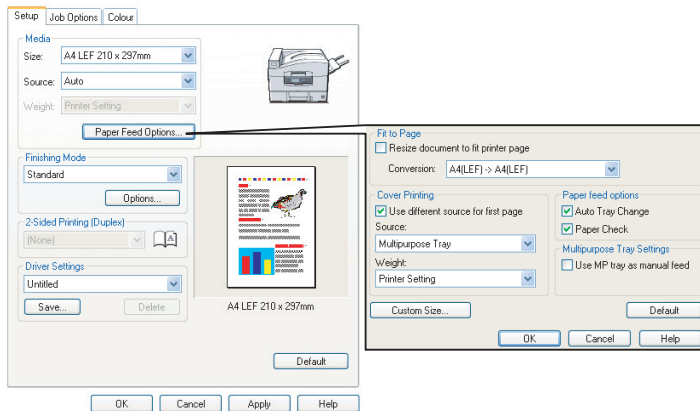 Setup Job Options Colour
Media
Size: A4 LEF 210 x 297mm
Source: Auto
Weight: Printer Setting
Paper Feed Options...
Finishing Mode
Standard
Options...
2-Sided Printing (Duplex)
(None)
A
Driver Settings
Untitled
Save... Delete
A4 LEF 210 x 297mm
Default
OK Cancel Apply Help
Fit to Page
Resize document to fit printer page
Conversion: A4(LEF) -> A4(LEF)
Cover Printing
Use different source for first page
Source:
Multipurpose Tray
Weight:
Printer Setting
Paper feed options
Auto Tray Change
Paper Check
Multipurpose Tray Settings
Use MP tray as manual feed
Custom Size... Default
OK Cancel Help